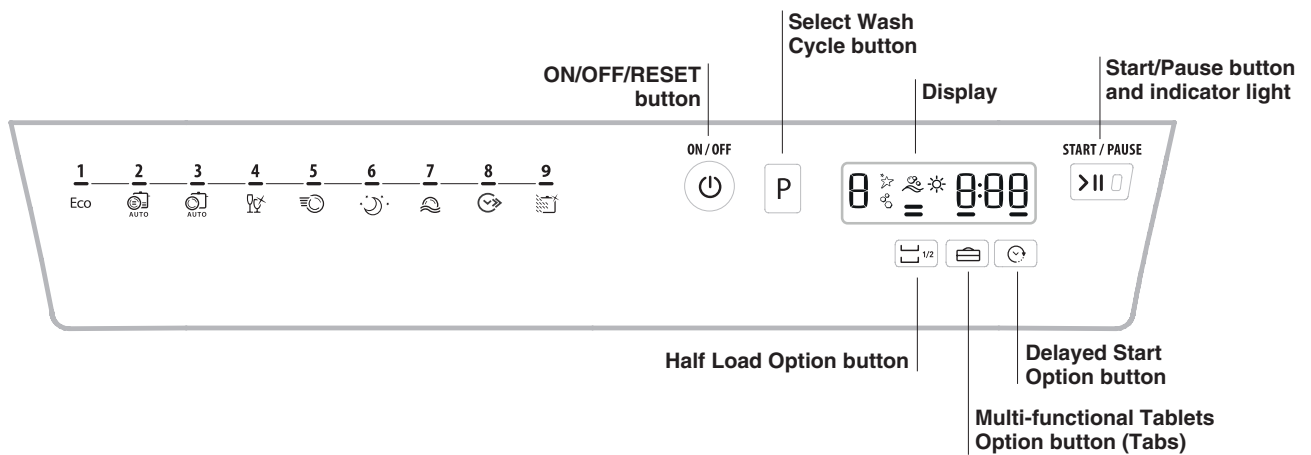 Select Wash
Cycle button
ON/OFF/RESET
button
Display
Start/Pause button
and indicator light
1 2 3 4 5 6 7 8 9
Eco
AUTO
AUTO
ON / OFF
P
8
8:88
START / PAUSE
1/2
Half Load Option button
Delayed Start
Option button
Multi-functional Tablets
Option button (Tabs)